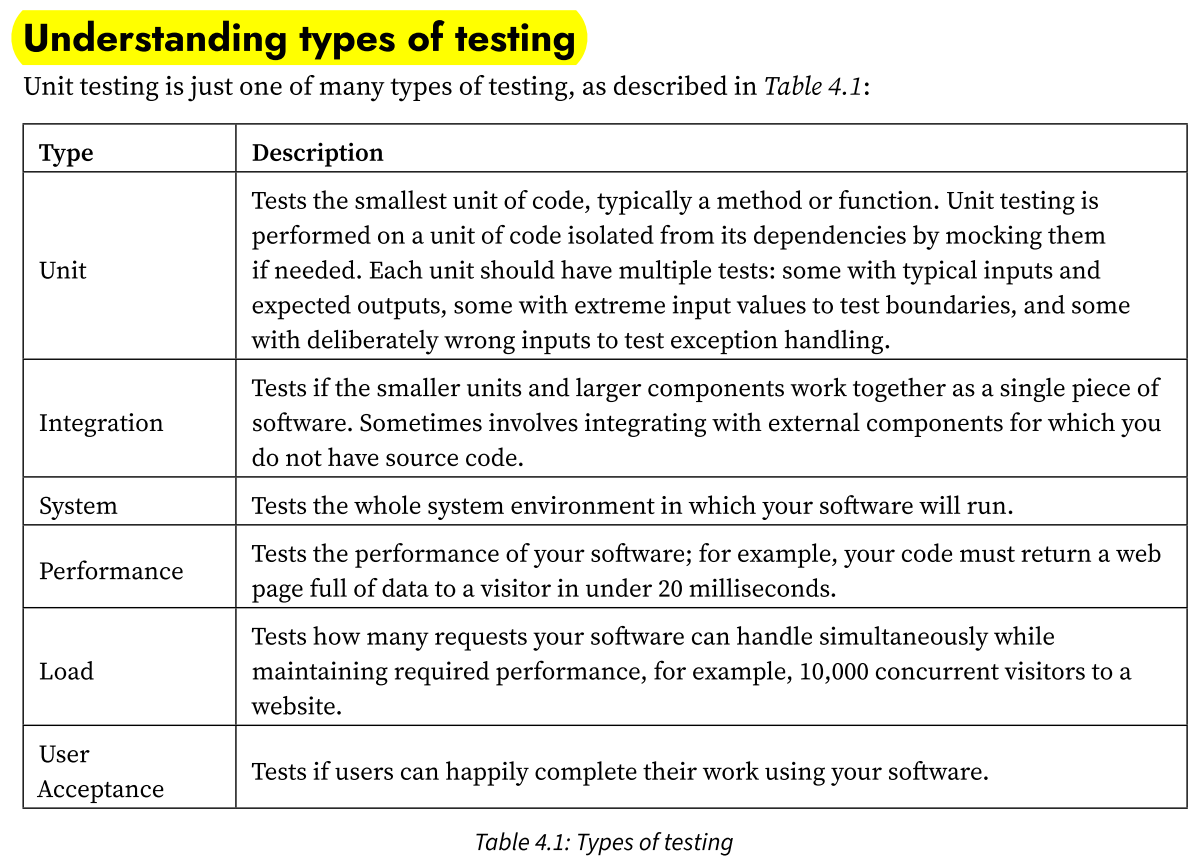 Understanding types of testing
Unit testing is just one of many types of testing, as described in Table 4.1:
Type
Description
Unit
Tests the smallest unit of code, typically a method or function. Unit testing is
performed on a unit of code isolated from its dependencies by mocking them
if needed. Each unit should have multiple tests: some with typical inputs and
expected outputs, some with extreme input values to test boundaries, and some
with deliberately wrong inputs to test exception handling.
Integration
Tests if the smaller units and larger components work together as a single piece of
software. Sometimes involves integrating with external components for which you
do not have source code.
System
Tests the whole system environment in which your software will run.
Performance
Tests the performance of your software; for example, your code must return a web
page full of data to a visitor in under 20 milliseconds.
Load
Tests how many requests your software can handle simultaneously while
maintaining required performance, for example, 10,000 concurrent visitors to a
website.
User
Acceptance
Tests if users can happily complete their work using your software.
Table 4.1: Types of testing